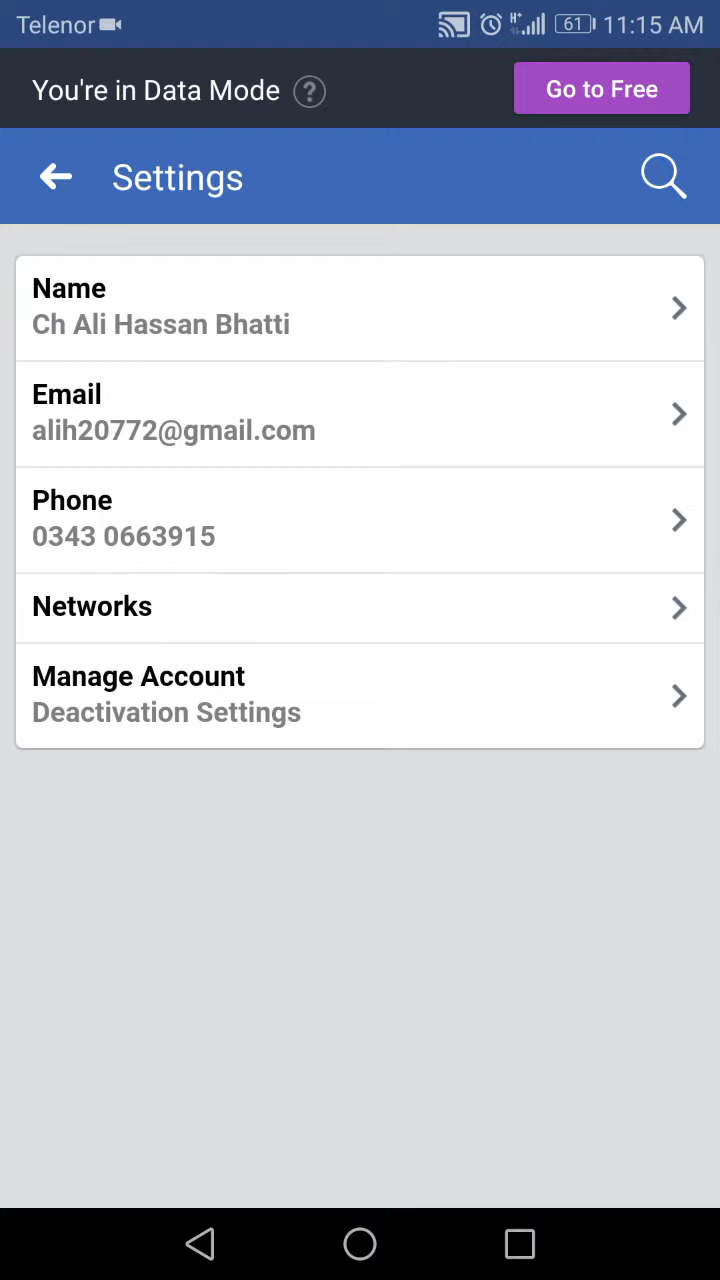 Telenor
H+ 61 11:15 AM
You're in Data Mode ?
Go to Free
Settings
Name
Ch Ali Hassan Bhatti
Email
alih20772@gmail.com
Phone
0343 0663915
Networks
Manage Account
Deactivation Settings